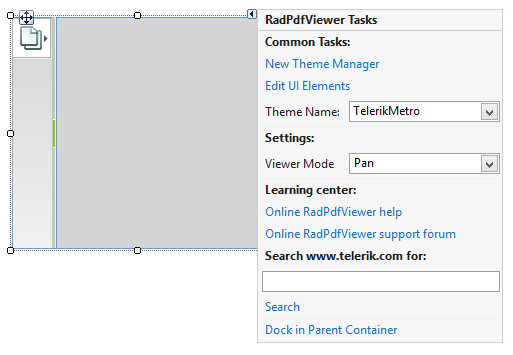 RadPdfViewer Tasks
Common Tasks:
New Theme Manager
Edit UI Elements
Theme Name: TelerikMetro
Settings:
Viewer Mode Pan
Learning center:
Online RadPdfViewer help
Online RadPdfViewer support forum
Search www.telerik.com for:
Search
Dock in Parent Container